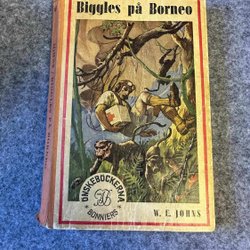 Biggles på Borneo
ÖNSKEBÖCKERNA
BONNIERS
W. E. JOHNS